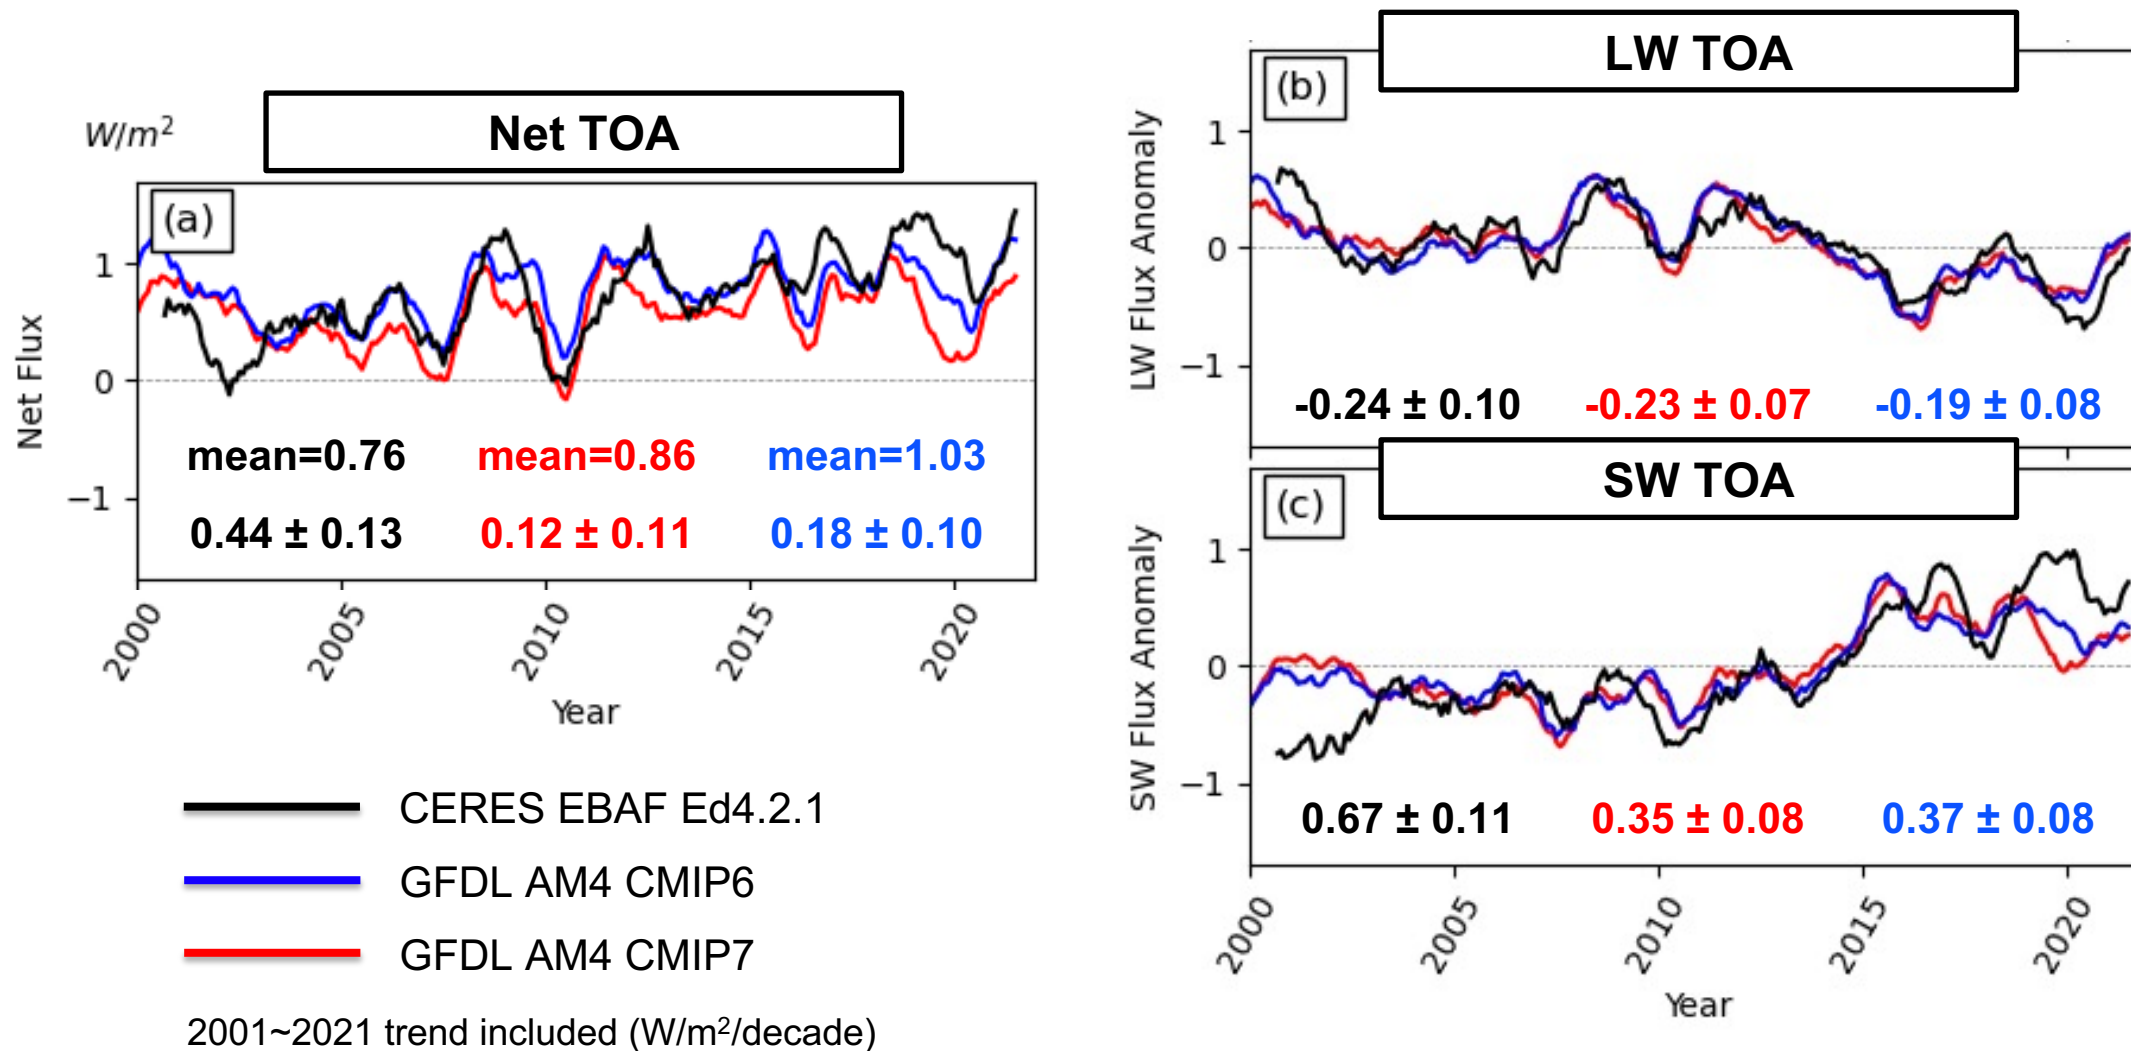 W/m²
Net TOA
(a)
Net Flux
1
0
−1
mean=0.76 mean=0.86 mean=1.03
0.44 ± 0.13 0.12 ± 0.11 0.18 ± 0.10
2000 2005 2010 2015 2020
Year
CERES EBAF Ed4.2.1
GFDL AM4 CMIP6
GFDL AM4 CMIP7
2001~2021 trend included (W/m²/decade)
LW TOA
(b)
LW Flux Anomaly
1
0
−1
-0.24 ± 0.10 -0.23 ± 0.07 -0.19 ± 0.08
SW TOA
(c)
SW Flux Anomaly
1
0
−1
0.67 ± 0.11 0.35 ± 0.08 0.37 ± 0.08
2000 2005 2010 2015 2020
Year